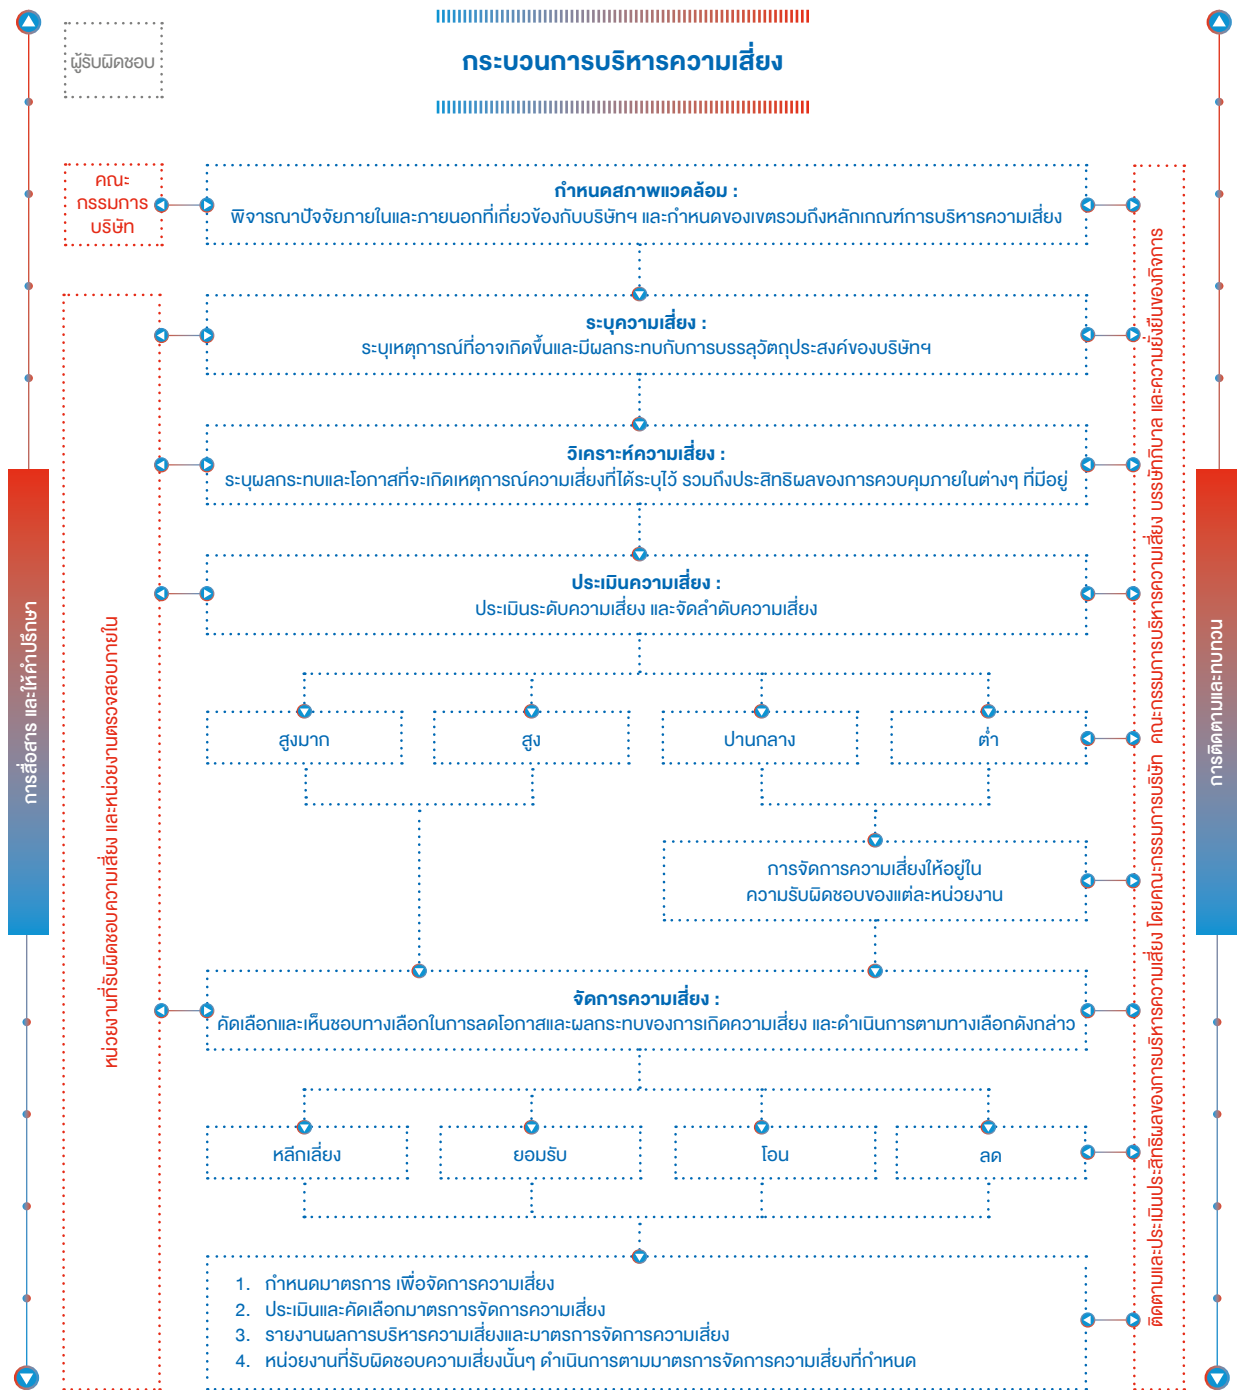 ผู้รับผิดชอบ
กระบวนการบริหารความเสี่ยง
คณะ
กรรมการ
บริษัท
กำหนดสภาพแวดล้อม :
พิจารณาปัจจัยภายในและภายนอกที่เกี่ยวข้องกับบริษัทฯ และกำหนดของเขตรวมถึงหลักเกณฑ์การบริหารความเสี่ยง
ระบุความเสี่ยง :
ระบุเหตุการณ์ที่อาจเกิดขึ้นและมีผลกระทบกับการบรรลุวัตถุประสงค์ของบริษัทฯ
วิเคราะห์ความเสี่ยง :
ระบุผลกระทบและโอกาสที่จะเกิดเหตุการณ์ความเสี่ยงที่ได้ระบุไว้ รวมถึงประสิทธิผลของการควบคุมภายในต่างๆ ที่มีอยู่
ประเมินความเสี่ยง :
ประเมินระดับความเสี่ยง และจัดลำดับความเสี่ยง
สูงมาก
สูง
ปานกลาง
ต่ำ
การจัดการความเสี่ยงให้อยู่ใน
ความรับผิดชอบของแต่ละหน่วยงาน
จัดการความเสี่ยง :
คัดเลือกและเห็นชอบทางเลือกในการลดโอกาสและผลกระทบของการเกิดความเสี่ยง และดำเนินการตามทางเลือกดังกล่าว
หลีกเลี่ยง
ยอมรับ
โอน
ลด
1. กำหนดมาตรการ เพื่อจัดการความเสี่ยง
2. ประเมินและคัดเลือกมาตรการจัดการความเสี่ยง
3. รายงานผลการบริหารความเสี่ยงและมาตรการจัดการความเสี่ยง
4. หน่วยงานที่รับผิดชอบความเสี่ยงนั้นๆ ดำเนินการตามมาตรการจัดการความเสี่ยงที่กำหนด
การสื่อสาร และให้คำปรึกษา
หน่วยงานที่รับผิดชอบความเสี่ยง และหน่วยงานตรวจสอบภายใน
ติดตามและประเมินประสิทธิผลของการบริหารความเสี่ยง โดยคณะกรรมการบริษัท คณะกรรมการบริหารความเสี่ยง บรรษัทภิบาล และความยั่งยืนของกิจการ
การติดตามและทบทวน